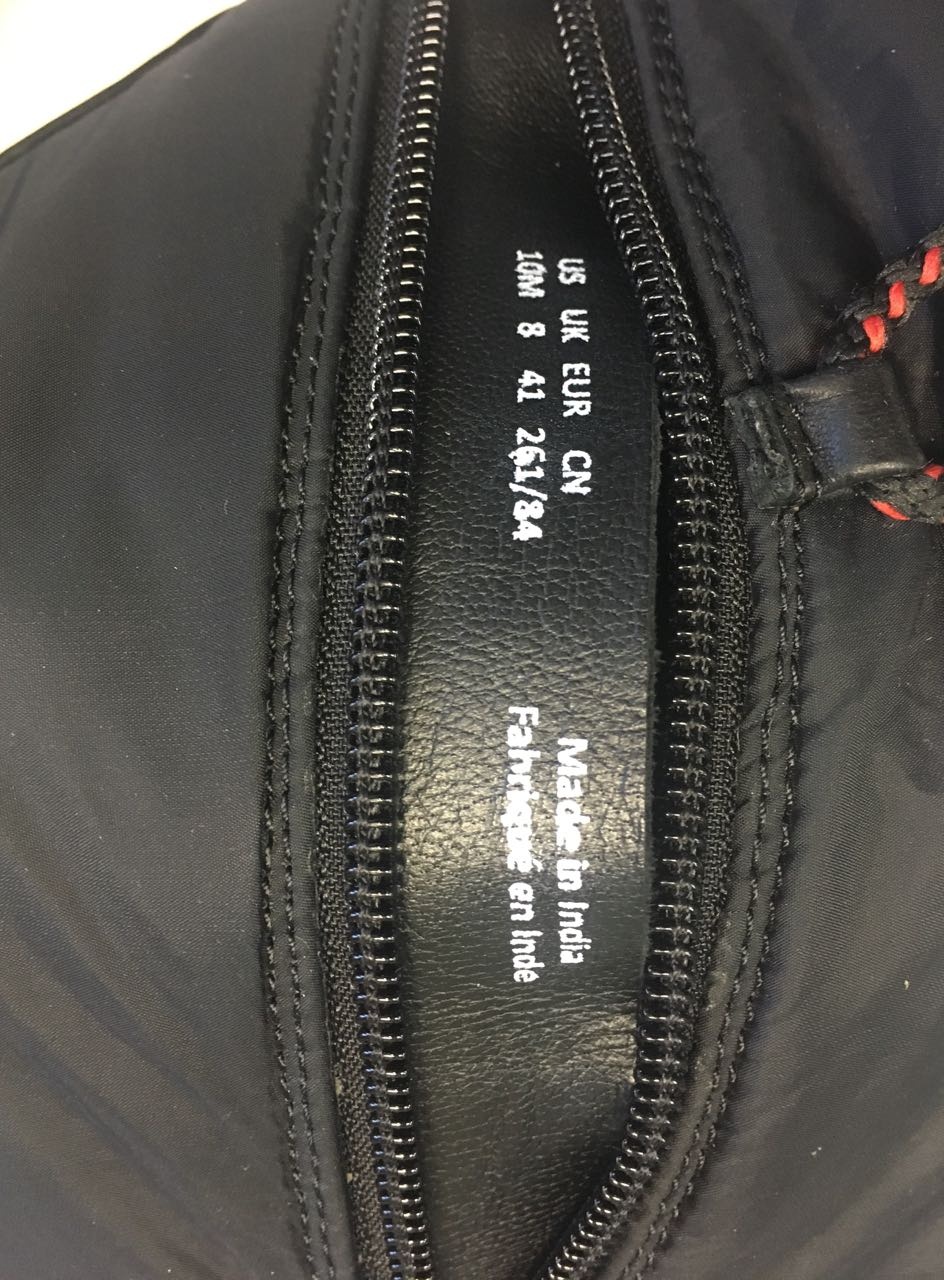 US UK EUR CN
10M 8 41 261/84
Made in India
Fabriqué en Inde